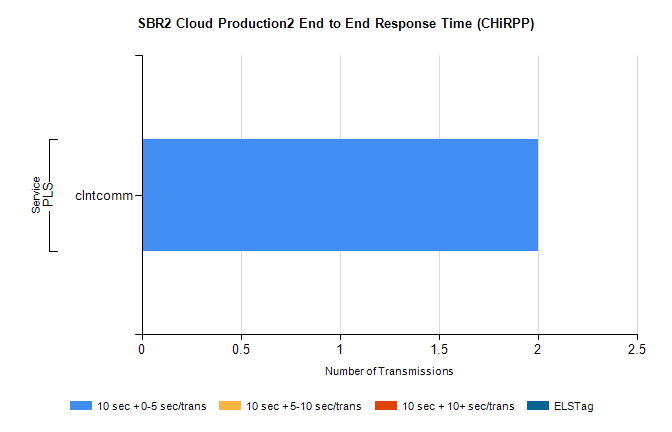 SBR2 Cloud Production2 End to End Response Time (CHiRPP)
Service
PLS
clntcomm
0 0.5 1 1.5 2 2.5
Number of Transmissions
10 sec +0-5 sec/trans 10 sec +5-10 sec/trans 10 sec + 10+ sec/trans ELSTag